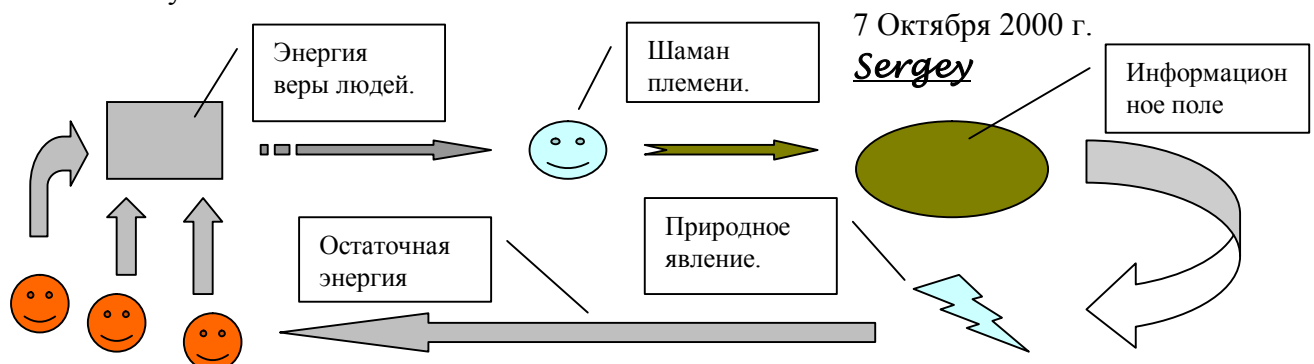 7 Октября 2000 г.
Sergey
Энергия
веры людей.
Шаман
племени.
Информацион
ное поле
Остаточная
энергия
Природное
явление.